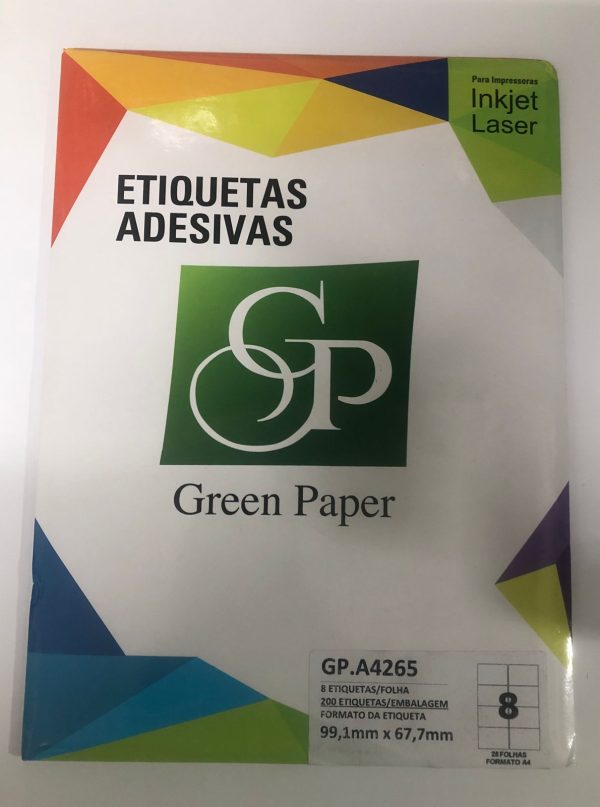 Para Impressoras
Inkjet
Laser
ETIQUETAS
ADESIVAS
GP
Green Paper
GP.A4265
8 ETIQUETAS/FOLHA
200 ETIQUETAS/EMBALAGEM
FORMATO DA ETIQUETA
99,1mm x 67,7mm
8
26 FOLHAS
FORMATO A4